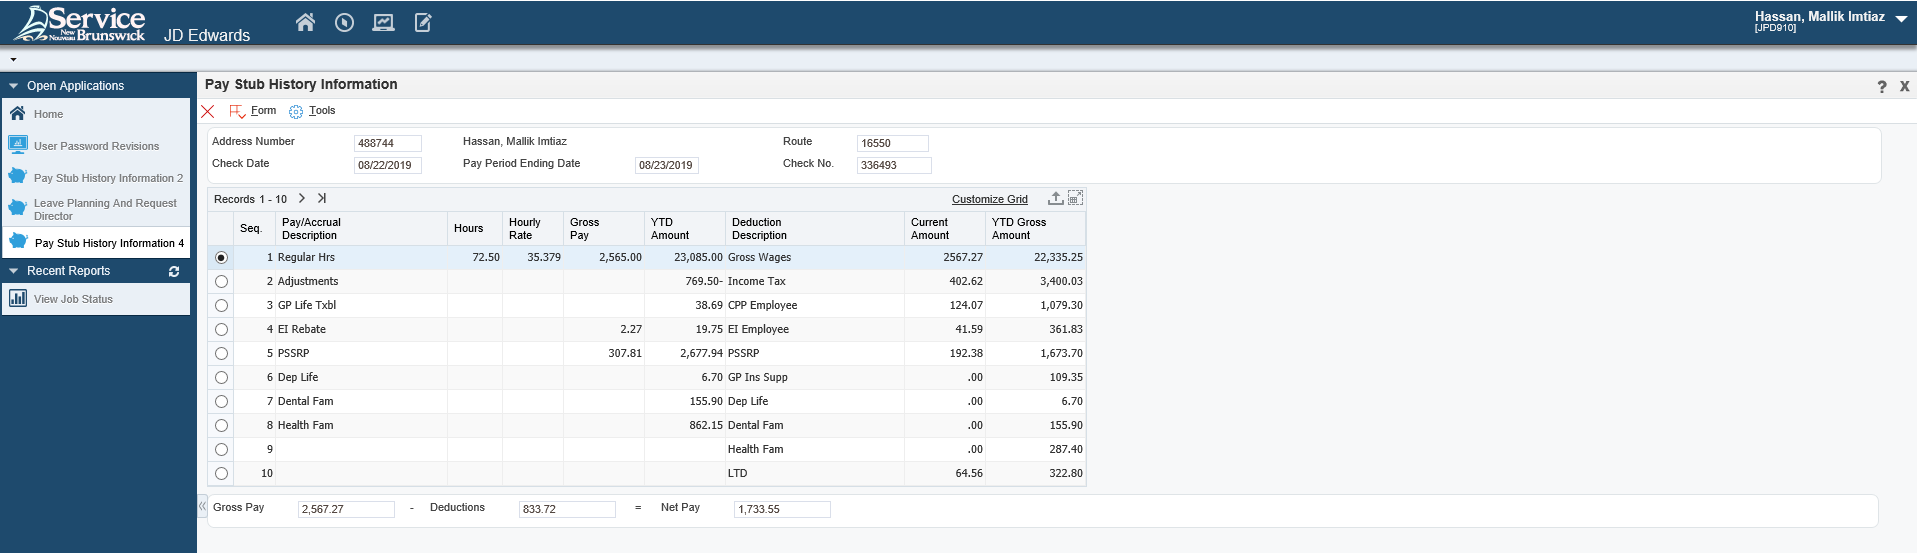 Service
New Nouveau Brunswick
JD Edwards
Hassan, Mallik Imtiaz
[JPD910]
Open Applications
Home
User Password Revisions
Pay Stub History Information 2
Leave Planning And Request
Director
Pay Stub History Information 4
Recent Reports
View Job Status
Pay Stub History Information
? X
Form Tools
Address Number 488744 Hassan, Mallik Imtiaz Route 16550
Check Date 08/22/2019 Pay Period Ending Date 08/23/2019 Check No. 336493
Records 1 - 10 Customize Grid
Seq. Pay/Accrual Description Hours Hourly Rate Gross Pay YTD Amount Deduction Description Current Amount YTD Gross Amount
1 Regular Hrs 72.50 35.379 2,565.00 23,085.00 Gross Wages 2567.27 22,335.25
2 Adjustments 769.50- Income Tax 402.62 3,400.03
3 GP Life Txbl 38.69 CPP Employee 124.07 1,079.30
4 EI Rebate 2.27 19.75 EI Employee 41.59 361.83
5 PSSRP 307.81 2,677.94 PSSRP 192.38 1,673.70
6 Dep Life 6.70 GP Ins Supp .00 109.35
7 Dental Fam 155.90 Dep Life .00 6.70
8 Health Fam 862.15 Dental Fam .00 155.90
9 Health Fam .00 287.40
10 LTD 64.56 322.80
Gross Pay 2,567.27 - Deductions 833.72 = Net Pay 1,733.55